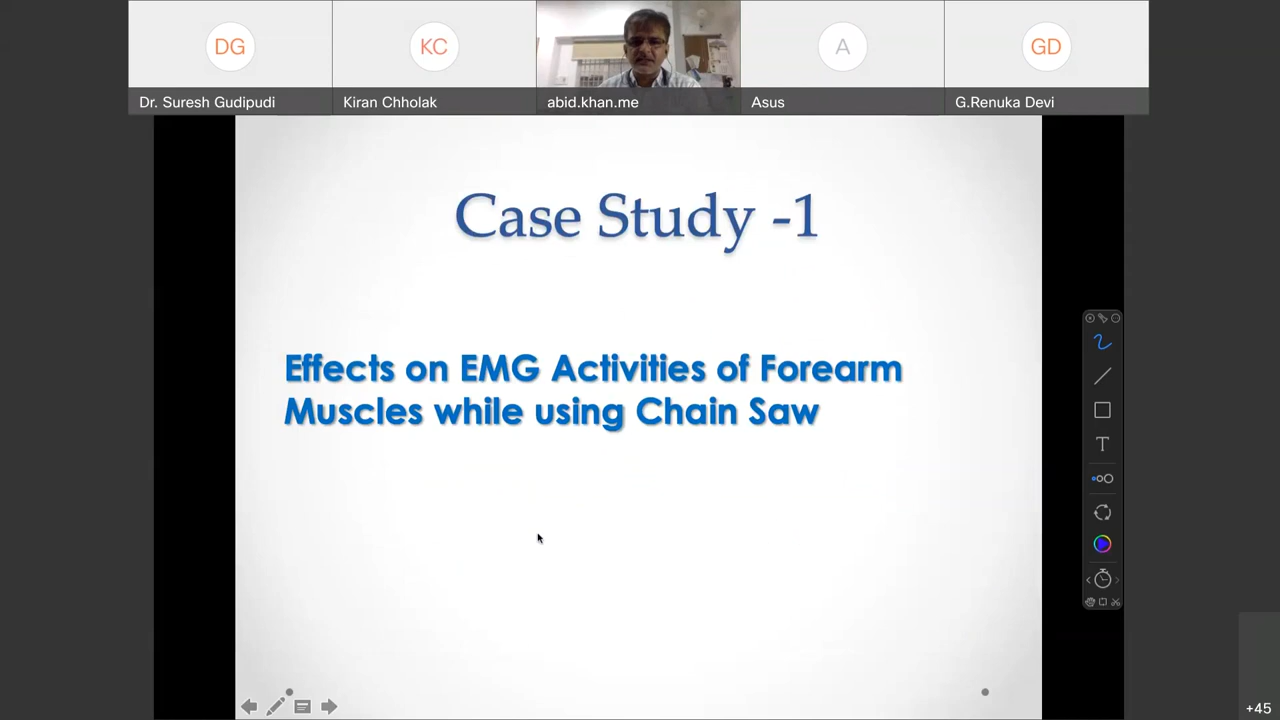 DG
KC
A
GD
Dr. Suresh Gudipudi
Kiran Chholak
abid.khan.me
Asus
G.Renuka Devi
Case Study -1
Effects on EMG Activities of Forearm
Muscles while using Chain Saw
T
+45